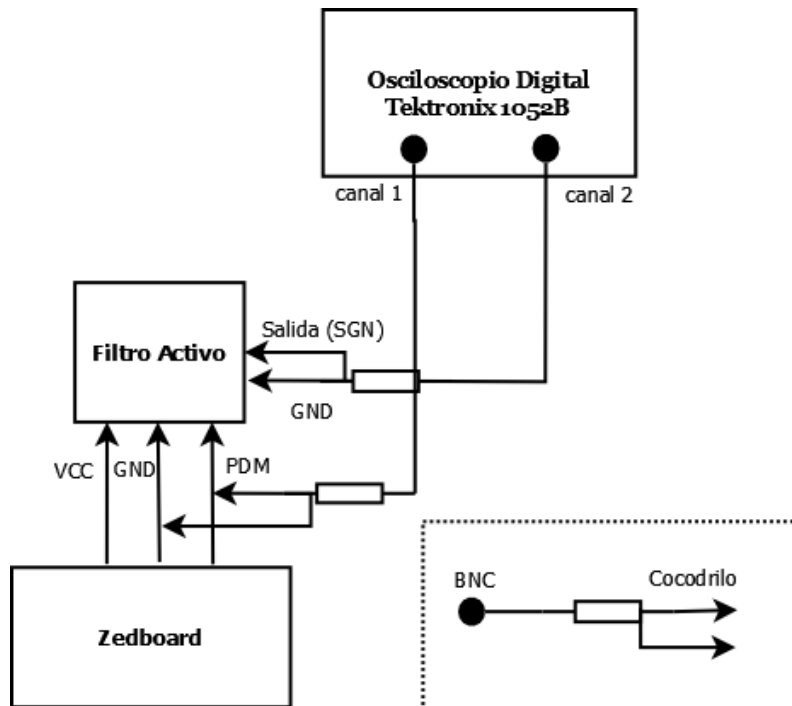 Osciloscopio Digital
Tektronix 1052B
canal 1
canal 2
Salida (SGN)
Filtro Activo
GND
VCC
GND
PDM
BNC
Cocodrilo
Zedboard